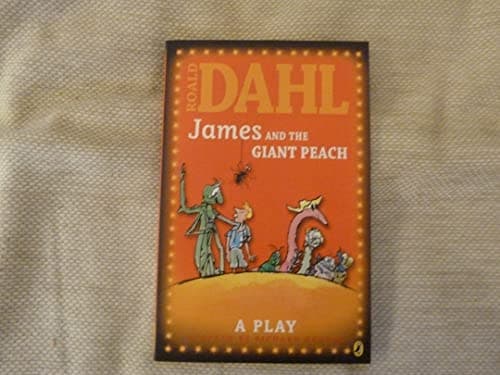 ROALD
DAHL
James AND THE
GIANT PEACH
A PLAY